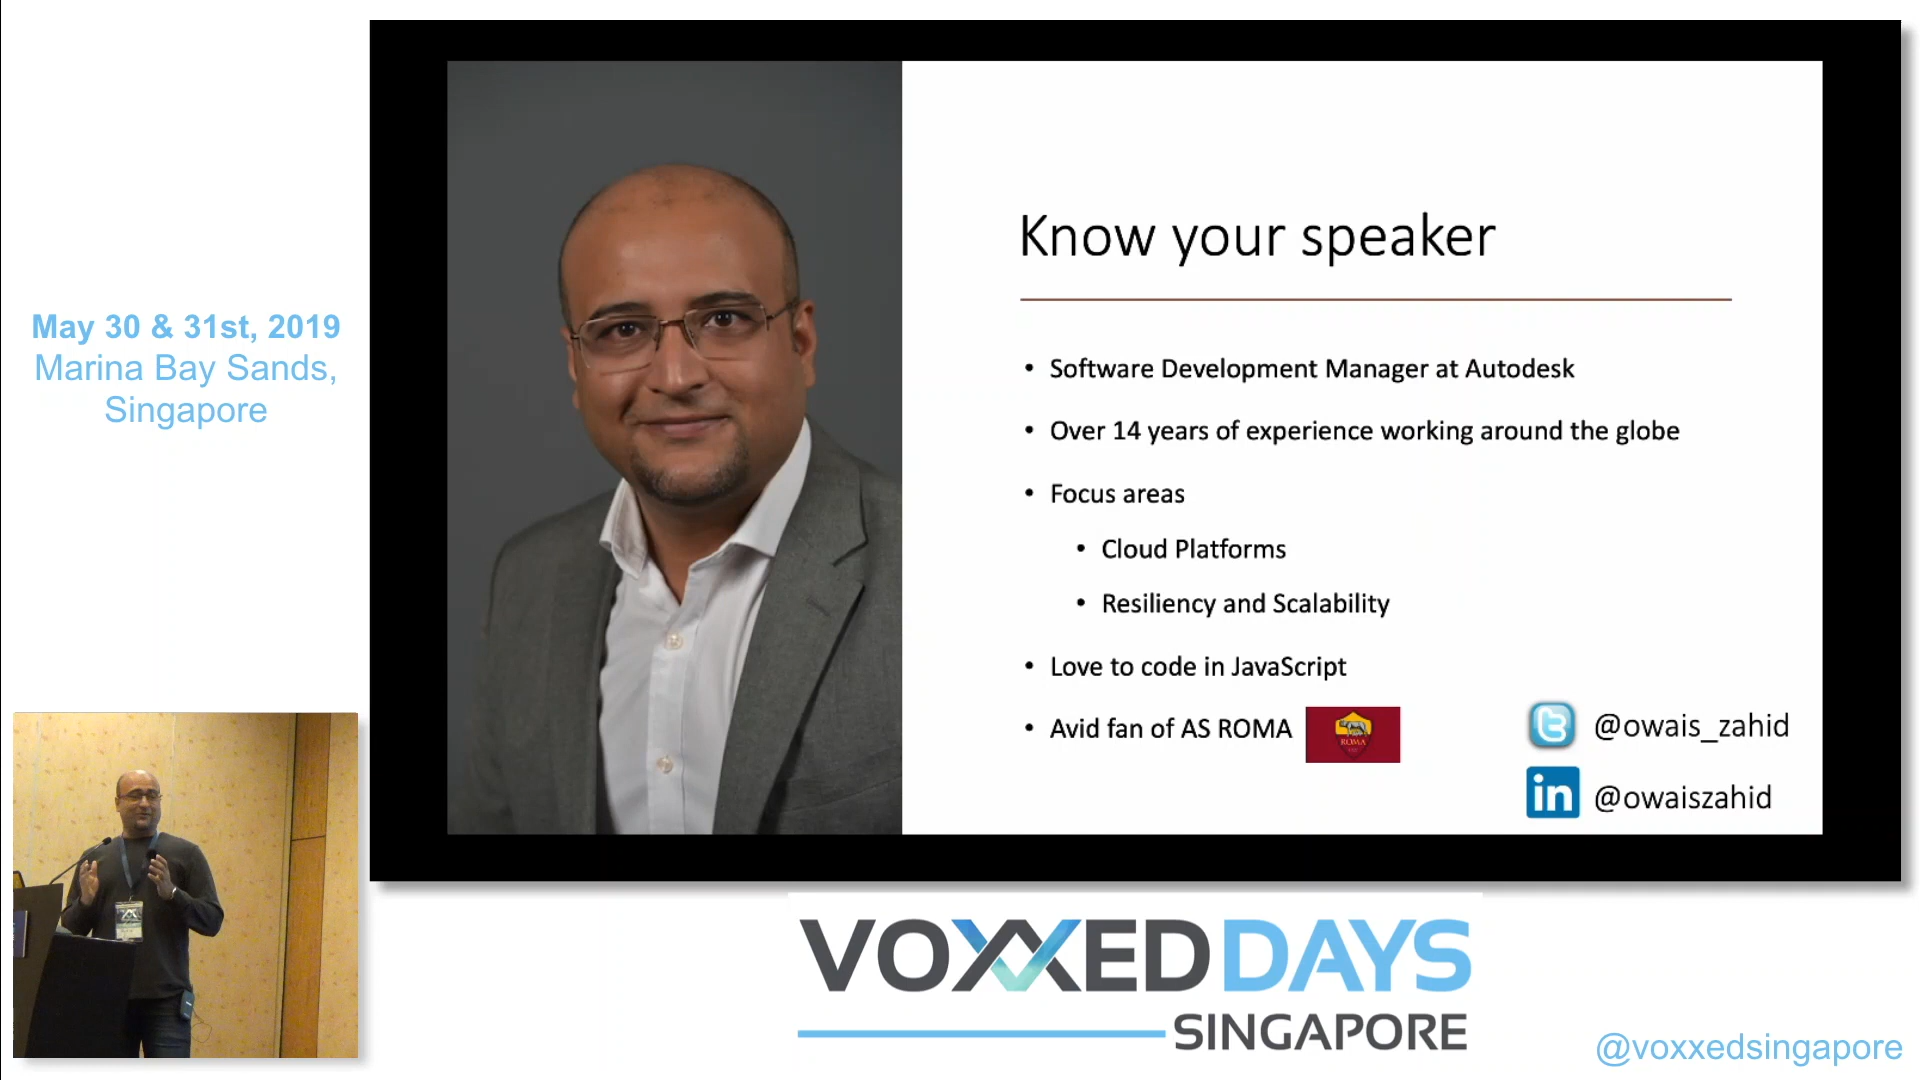 May 30 & 31st, 2019
Marina Bay Sands,
Singapore
Know your speaker
• Software Development Manager at Autodesk
• Over 14 years of experience working around the globe
• Focus areas
• Cloud Platforms
• Resiliency and Scalability
• Love to code in JavaScript
• Avid fan of AS ROMA
ROMA
@owais_zahid
in @owaiszahid
VOXXED DAYS
SINGAPORE
@voxxedsingapore